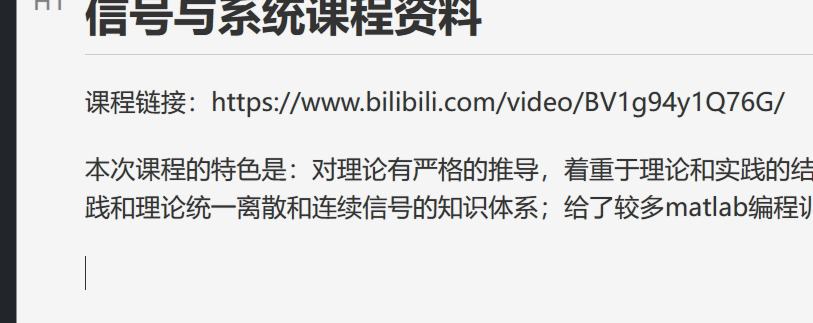 H1
信号与系统课程资料
课程链接：https://www.bilibili.com/video/BV1g94y1Q76G/
本次课程的特色是：对理论有严格的推导，着重于理论和实践的结
践和理论统一离散和连续信号的知识体系；给了较多matlab编程训